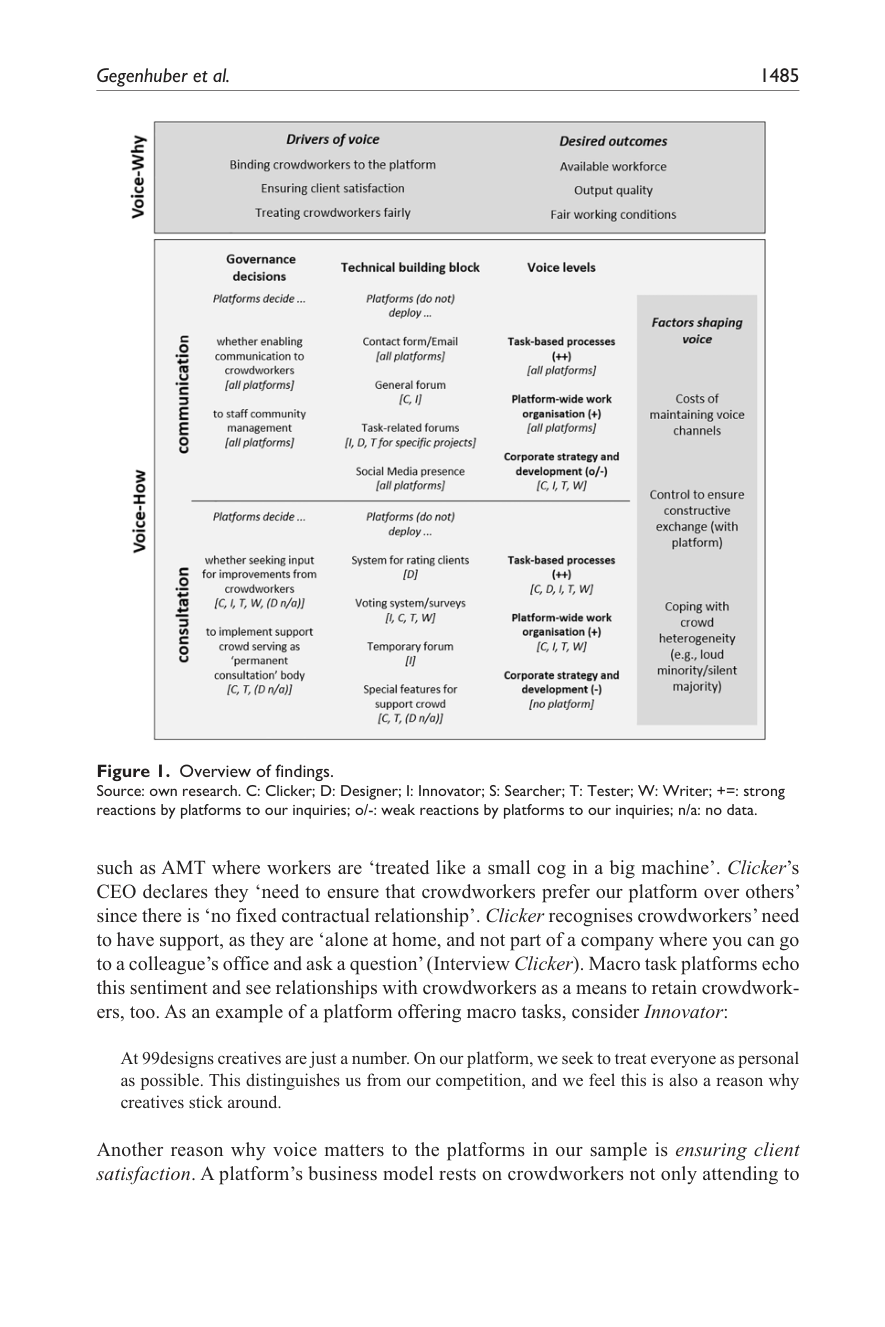 Gegenhuber et al. 1485
Voice-Why
Drivers of voice
Binding crowdworkers to the platform
Ensuring client satisfaction
Treating crowdworkers fairly
Desired outcomes
Available workforce
Output quality
Fair working conditions
Voice-How
communication
Governance
decisions
Platforms decide ...
whether enabling
communication to
crowdworkers
[all platforms]
to staff community
management
[all platforms]
Technical building block
Platforms (do not)
deploy ...
Contact form/Email
[all platforms]
General forum
[C, I]
Task-related forums
[I, D, T for specific projects]
Social Media presence
[all platforms]
Voice levels
Task-based processes
(++)
[all platforms]
Platform-wide work
organisation (+)
[all platforms]
Corporate strategy and
development (o/-)
[C, I, T, W]
consultation
Platforms decide ...
whether seeking input
for improvements from
crowdworkers
[C, I, T, W, (D n/a)]
to implement support
crowd serving as
‘permanent
consultation’ body
[C, T, (D n/a)]
Platforms (do not)
deploy ...
System for rating clients
[D]
Voting system/surveys
[I, C, T, W]
Temporary forum
[I]
Special features for
support crowd
[C, T, (D n/a)]
Task-based processes
(++)
[C, D, I, T, W]
Platform-wide work
organisation (+)
[C, I, T, W]
Corporate strategy and
development (-)
[no platform]
Factors shaping
voice
Costs of
maintaining voice
channels
Control to ensure
constructive
exchange (with
platform)
Coping with
crowd
heterogeneity
(e.g., loud
minority/silent
majority)
Figure 1. Overview of findings.
Source: own research. C: Clicker; D: Designer; I: Innovator; S: Searcher; T: Tester; W: Writer; +=: strong
reactions by platforms to our inquiries; o/-: weak reactions by platforms to our inquiries; n/a: no data.
such as AMT where workers are ‘treated like a small cog in a big machine’. Clicker’s
CEO declares they ‘need to ensure that crowdworkers prefer our platform over others’
since there is ‘no fixed contractual relationship’. Clicker recognises crowdworkers’ need
to have support, as they are ‘alone at home, and not part of a company where you can go
to a colleague’s office and ask a question’ (Interview Clicker). Macro task platforms echo
this sentiment and see relationships with crowdworkers as a means to retain crowdwork-
ers, too. As an example of a platform offering macro tasks, consider Innovator:
At 99designs creatives are just a number. On our platform, we seek to treat everyone as personal
as possible. This distinguishes us from our competition, and we feel this is also a reason why
creatives stick around.
Another reason why voice matters to the platforms in our sample is ensuring client
satisfaction. A platform’s business model rests on crowdworkers not only attending to